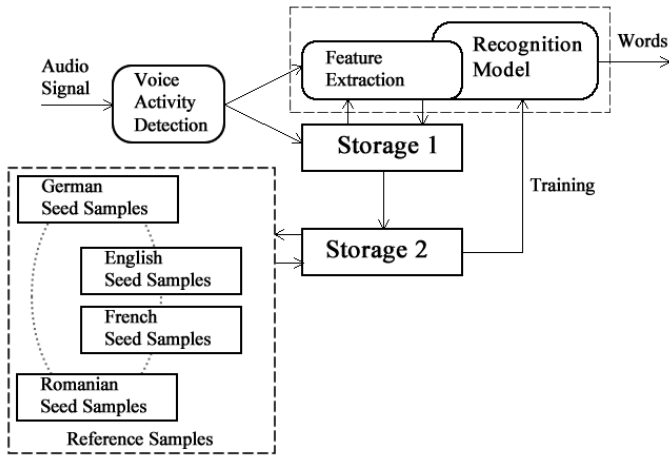 Audio
Signal
Voice
Activity
Detection
Feature
Extraction
Recognition
Model
Words
Storage 1
Training
Storage 2
German
Seed Samples
English
Seed Samples
French
Seed Samples
Romanian
Seed Samples
Reference Samples